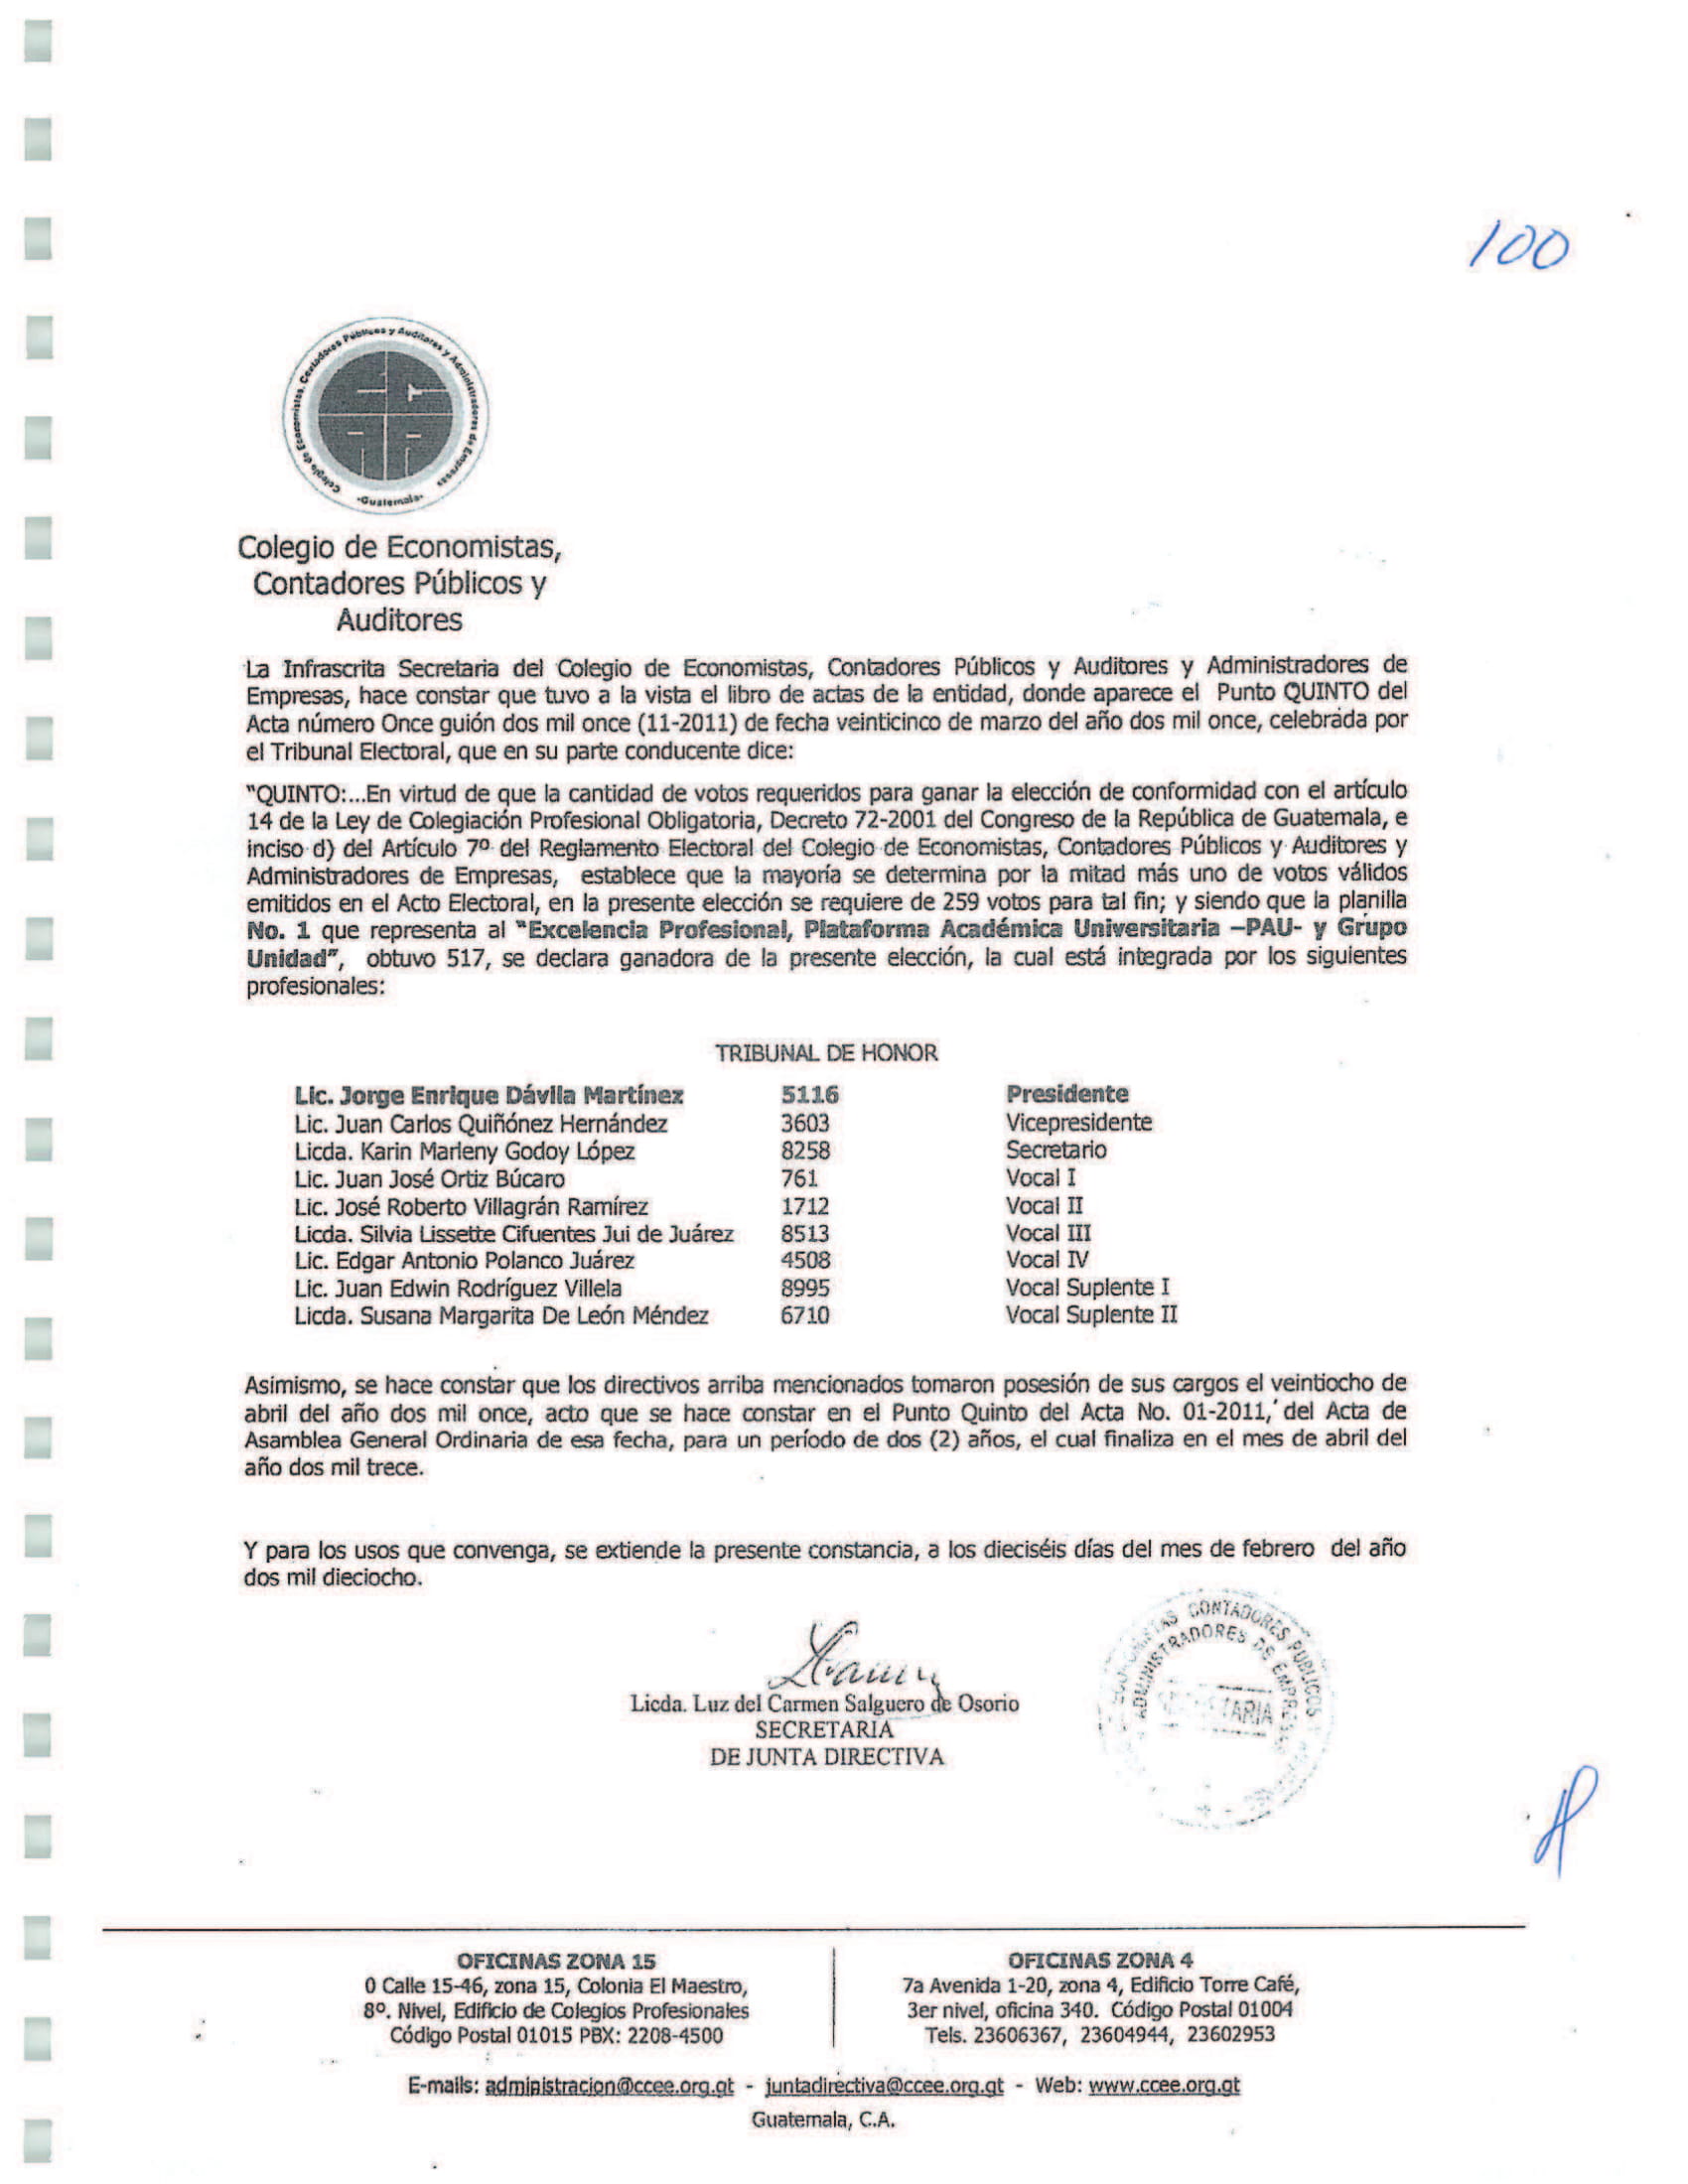 100
Colegio de Economistas, Contadores Públicos y Auditores y Administradores de Empresas
-Guatemala-
Colegio de Economistas,
Contadores Públicos y
Auditores
La Infrascrita Secretaria del Colegio de Economistas, Contadores Públicos y Auditores y Administradores de
Empresas, hace constar que tuvo a la vista el libro de actas de la entidad, donde aparece el Punto QUINTO del
Acta número Once guión dos mil once (11-2011) de fecha veinticinco de marzo del año dos mil once, celebrada por
el Tribunal Electoral, que en su parte conducente dice:
"QUINTO:...En virtud de que la cantidad de votos requeridos para ganar la elección de conformidad con el artículo
14 de la Ley de Colegiación Profesional Obligatoria, Decreto 72-2001 del Congreso de la República de Guatemala, e
inciso d) del Artículo 7º del Reglamento Electoral del Colegio de Economistas, Contadores Públicos y Auditores y
Administradores de Empresas, establece que la mayoría se determina por la mitad más uno de votos válidos
emitidos en el Acto Electoral, en la presente elección se requiere de 259 votos para tal fin; y siendo que la planilla
No. 1 que representa al "Excelencia Profesional, Plataforma Académica Universitaria –PAU- y Grupo
Unidad", obtuvo 517, se declara ganadora de la presente elección, la cual está integrada por los siguientes
profesionales:
TRIBUNAL DE HONOR
Lic. Jorge Enrique Dávila Martínez 5116 Presidente
Lic. Juan Carlos Quiñónez Hernández 3603 Vicepresidente
Licda. Karin Marleny Godoy López 8258 Secretario
Lic. Juan José Ortiz Búcaro 761 Vocal I
Lic. José Roberto Villagrán Ramírez 1712 Vocal II
Licda. Silvia Lissette Cifuentes Jui de Juárez 8513 Vocal III
Lic. Edgar Antonio Polanco Juárez 4508 Vocal IV
Lic. Juan Edwin Rodríguez Villela 8995 Vocal Suplente I
Licda. Susana Margarita De León Méndez 6710 Vocal Suplente II
Asimismo, se hace constar que los directivos arriba mencionados tomaron posesión de sus cargos el veintiocho de
abril del año dos mil once, acto que se hace constar en el Punto Quinto del Acta No. 01-2011, del Acta de
Asamblea General Ordinaria de esa fecha, para un período de dos (2) años, el cual finaliza en el mes de abril del
año dos mil trece.
Y para los usos que convenga, se extiende la presente constancia, a los dieciséis días del mes de febrero del año
dos mil dieciocho.
CONTADORES PUBLICOS
ADMINISTRADORES DE EMPRESAS
Licda. Luz del Carmen Salguero de Osorio
SECRETARIA
DE JUNTA DIRECTIVA
OFICINAS ZONA 15
0 Calle 15-46, zona 15, Colonia El Maestro,
8º. Nivel, Edificio de Colegios Profesionales
Código Postal 01015 PBX: 2208-4500
OFICINAS ZONA 4
7a Avenida 1-20, zona 4, Edificio Torre Café,
3er nivel, oficina 340. Código Postal 01004
Tels. 23606367, 23604944, 23602953
E-mails: administracion@ccee.org.gt - juntadirectiva@ccee.org.gt - Web: www.ccee.org.gt
Guatemala, C.A.